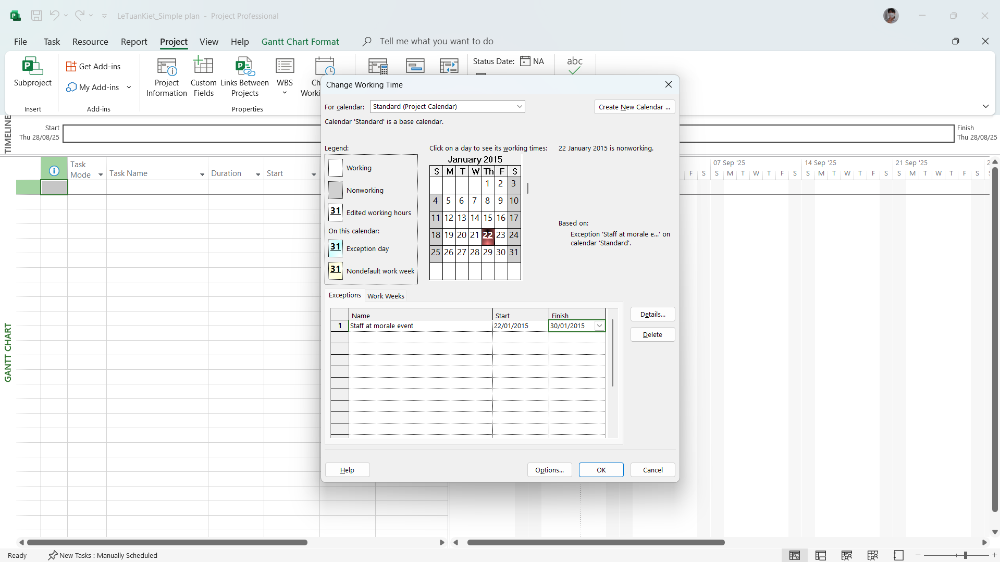 LeTuanKiet_Simple plan - Project Professional
File Task Resource Report Project View Help Gantt Chart Format Tell me what you want to do
Subproject
Get Add-ins
My Add-ins
Project Information
Custom Fields
Links Between Projects
WBS
Status Date: NA
abc
Insert Add-ins Properties
Change Working Time
For calendar: Standard (Project Calendar) Create New Calendar ...
Calendar 'Standard' is a base calendar.
TIMELINE
Start
Thu 28/08/25
Finish
Thu 28/08/25
Legend:
Working
Nonworking
31 Edited working hours
On this calendar:
31 Exception day
31 Nondefault work week
Click on a day to see its working times:
January 2015
S M T W Th F S
1 2 3
4 5 6 7 8 9 10
11 12 13 14 15 16 17
18 19 20 21 22 23 24
25 26 27 28 29 30 31
22 January 2015 is nonworking.
Based on:
Exception 'Staff at morale e...' on
calendar 'Standard'.
Task Mode Task Name Duration Start
07 Sep '25 14 Sep '25 21 Sep '25
F S S M T W T F S S M T W T F S S M T W T F S
GANTT CHART
Exceptions Work Weeks
Name Start Finish
1 Staff at morale event 22/01/2015 30/01/2015
Details...
Delete
Help Options... OK Cancel
Ready New Tasks : Manually Scheduled